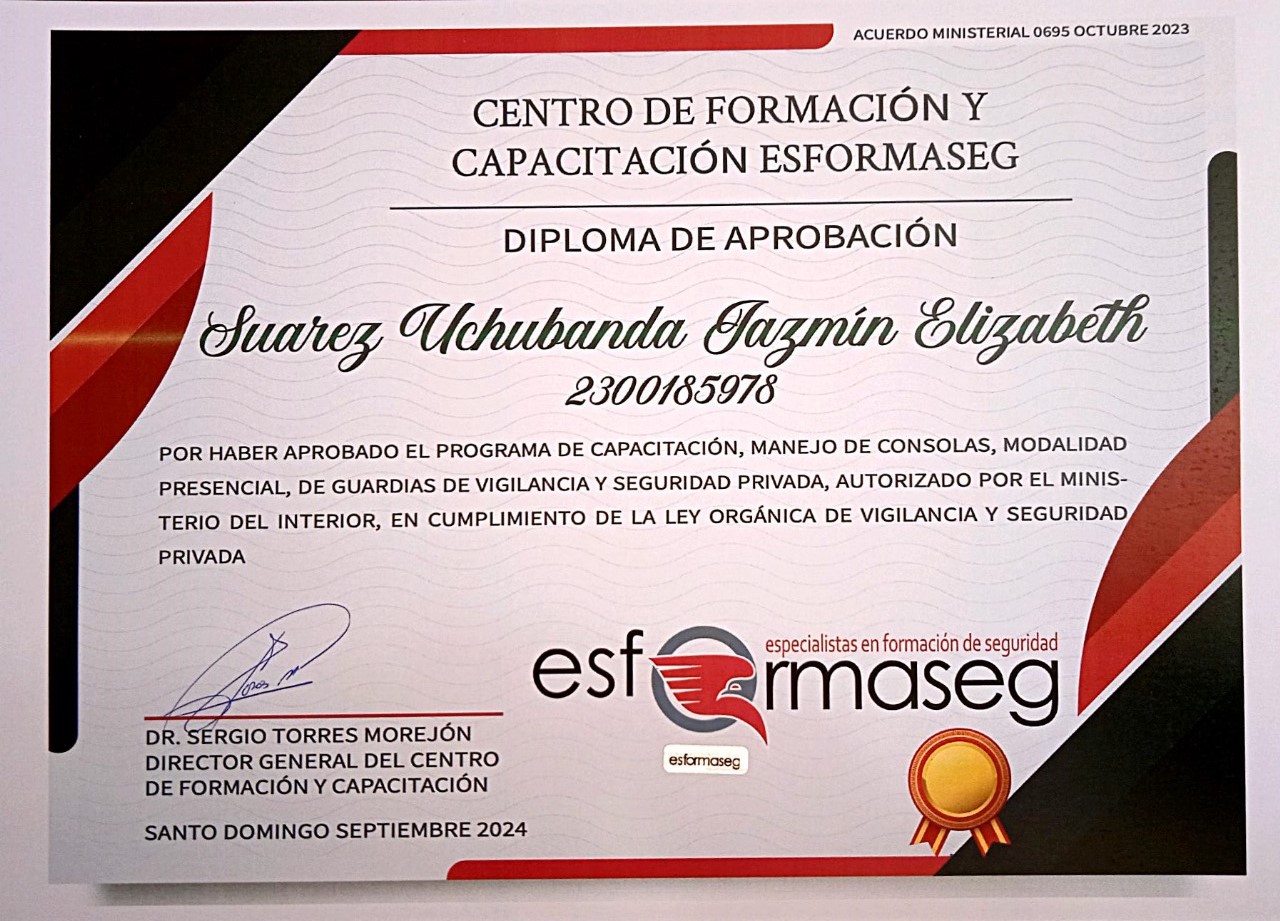 ACUERDO MINISTERIAL 0695 OCTUBRE 2023
CENTRO DE FORMACIÓN Y
CAPACITACIÓN ESFORMASEG
DIPLOMA DE APROBACIÓN
Suarez Uchubanda Jazmín Elizabeth
2300185978
POR HABER APROBADO EL PROGRAMA DE CAPACITACIÓN, MANEJO DE CONSOLAS, MODALIDAD
PRESENCIAL, DE GUARDIAS DE VIGILANCIA Y SEGURIDAD PRIVADA, AUTORIZADO POR EL MINIS-
TERIO DEL INTERIOR, EN CUMPLIMIENTO DE LA LEY ORGÁNICA DE VIGILANCIA Y SEGURIDAD
PRIVADA
especialistas en formación de seguridad
esformaseg
esformaseg
DR. SERGIO TORRES MOREJÓN
DIRECTOR GENERAL DEL CENTRO
DE FORMACIÓN Y CAPACITACIÓN
SANTO DOMINGO SEPTIEMBRE 2024